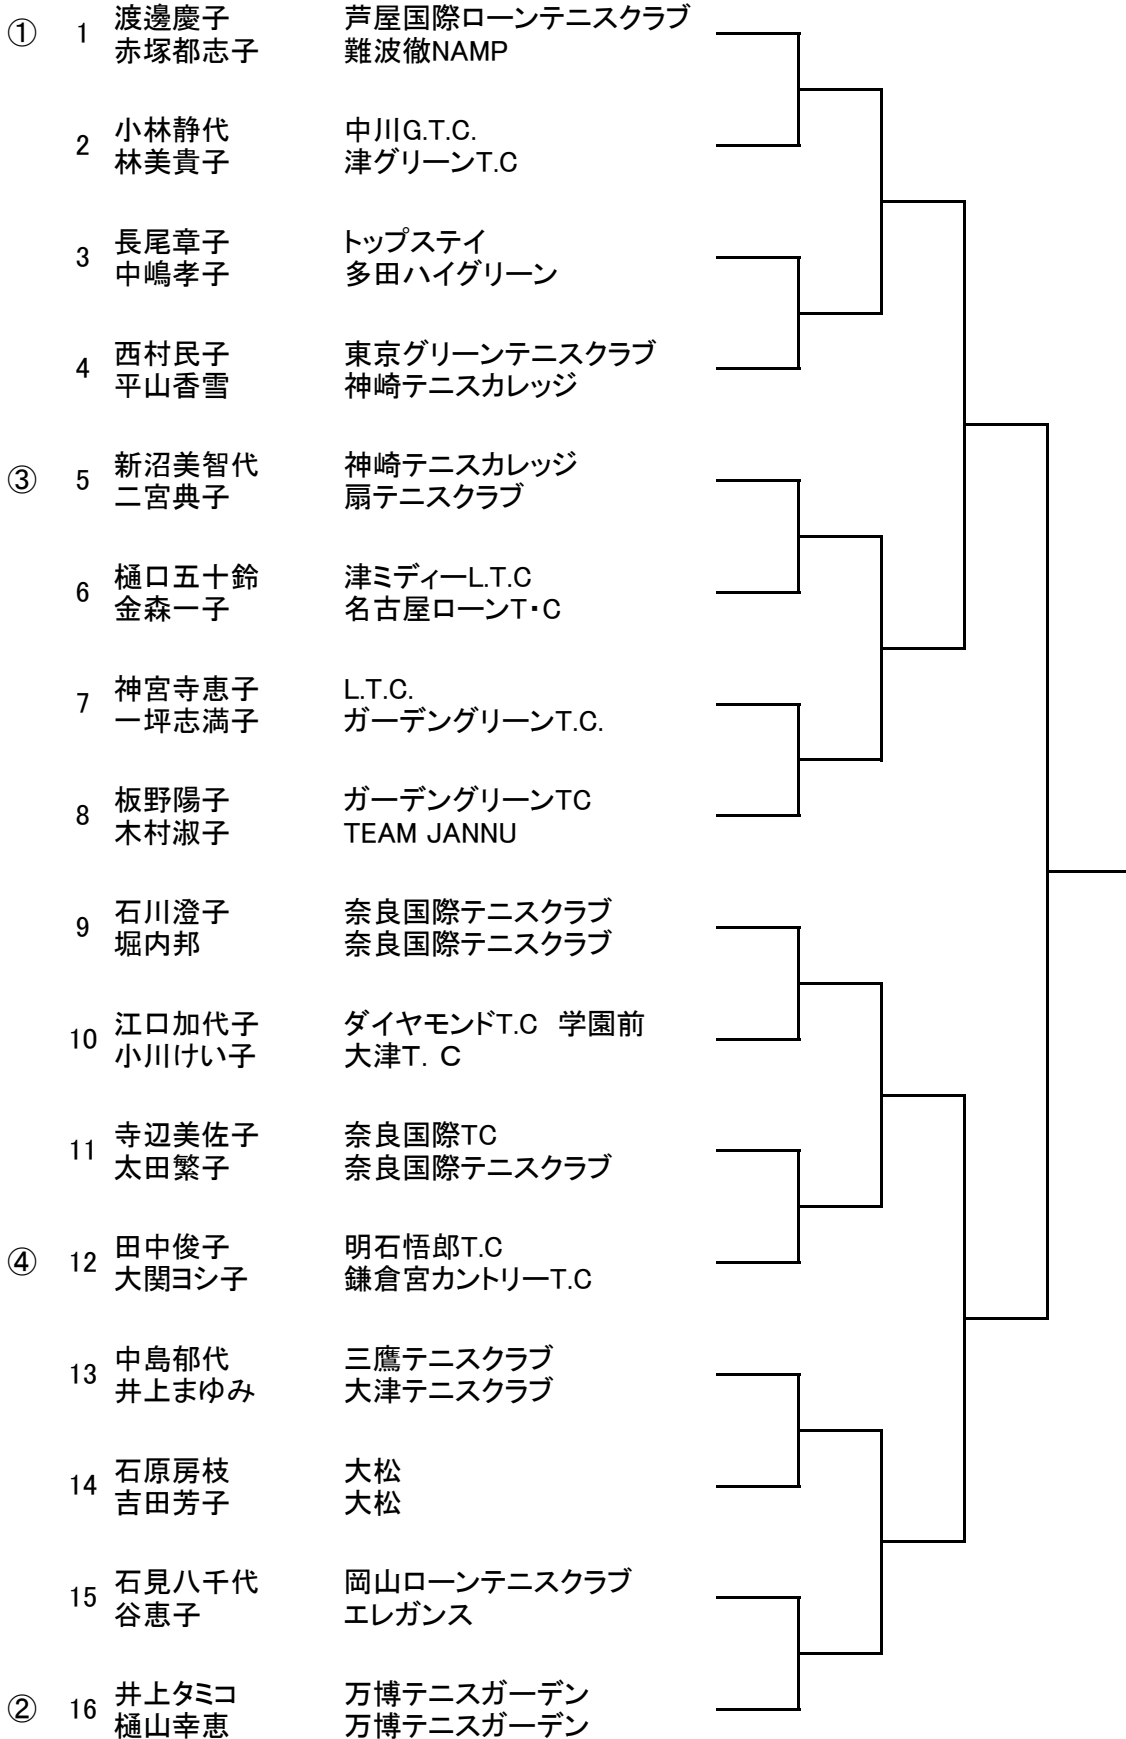 ① 1 渡邊慶子 芦屋国際ローンテニスクラブ
赤塚都志子 難波徹NAMP
2 小林静代 中川G.T.C.
林美貴子 津グリーンT.C
3 長尾章子 トップステイ
中嶋孝子 多田ハイグリーン
4 西村民子 東京グリーンテニスクラブ
平山香雪 神崎テニスカレッジ
③ 5 新沼美智代 神崎テニスカレッジ
二宮典子 扇テニスクラブ
6 樋口五十鈴 津ミディーL.T.C
金森一子 名古屋ローンT・C
7 神宮寺恵子 L.T.C.
一坪志満子 ガーデングリーンT.C.
8 板野陽子 ガーデングリーンTC
木村淑子 TEAM JANNU
9 石川澄子 奈良国際テニスクラブ
堀内邦 奈良国際テニスクラブ
10 江口加代子 ダイヤモンドT.C　学園前
小川けい子 大津T．C
11 寺辺美佐子 奈良国際TC
太田繁子 奈良国際テニスクラブ
④ 12 田中俊子 明石悟郎T.C
大関ヨシ子 鎌倉宮カントリーT.C
13 中島郁代 三鷹テニスクラブ
井上まゆみ 大津テニスクラブ
14 石原房枝 大松
吉田芳子 大松
15 石見八千代 岡山ローンテニスクラブ
谷恵子 エレガンス
② 16 井上タミコ 万博テニスガーデン
樋山幸恵 万博テニスガーデン